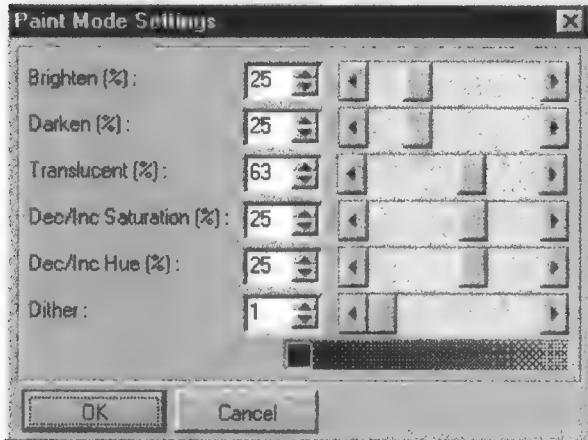 Paint Mode Settings
Brighten (%) : 25
Darken (%) : 25
Translucent (%) : 63
Dec/Inc Saturation (%) : 25
Dec/Inc Hue (%) : 25
Dither : 1
OK Cancel